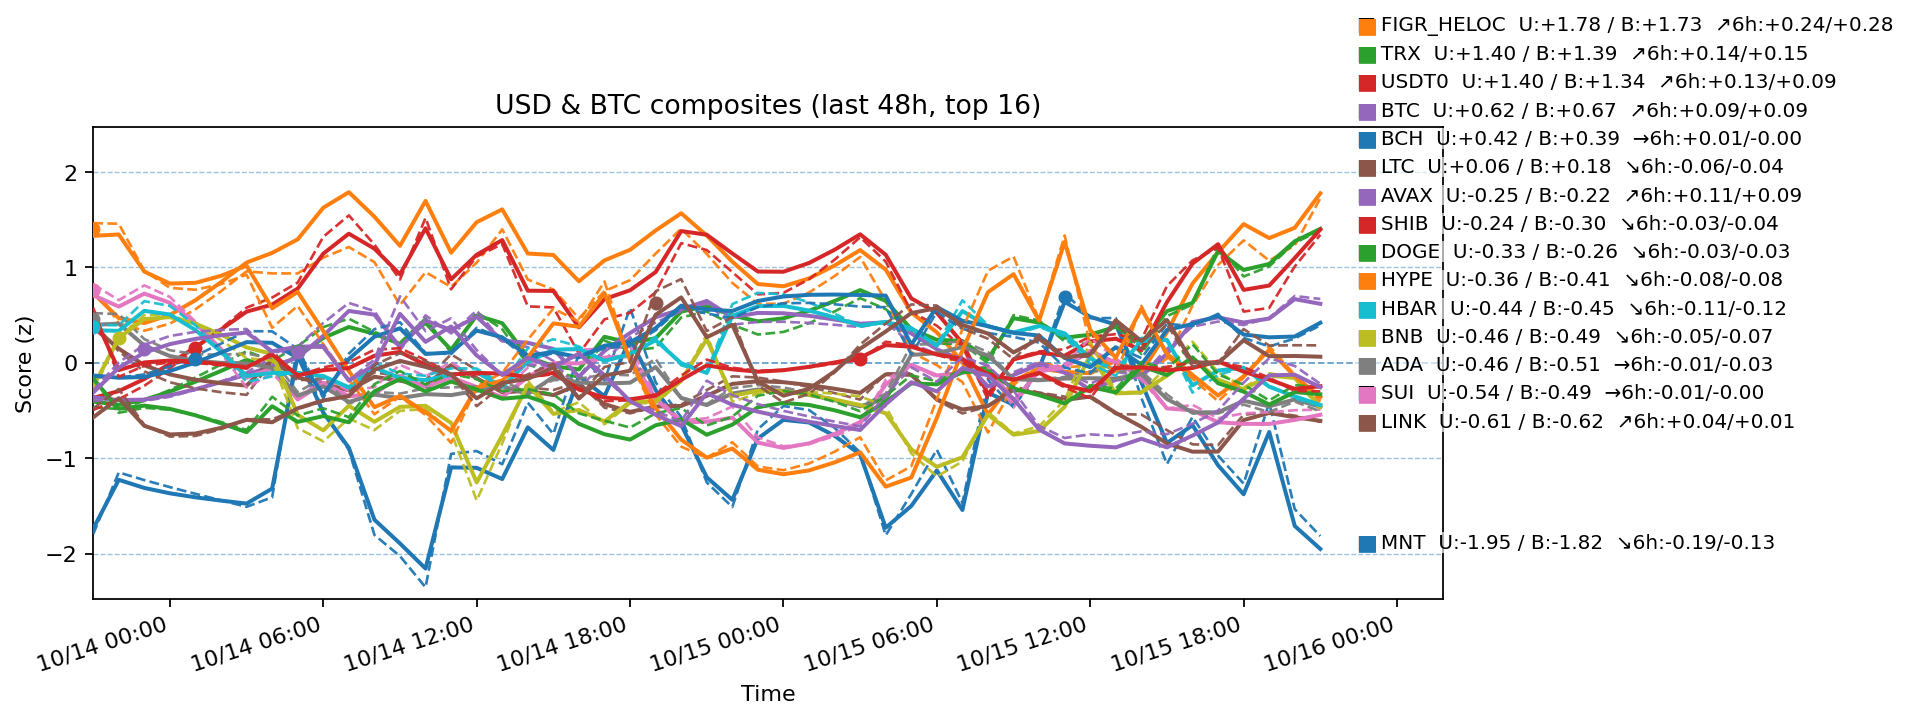 FIGR_HELOC U:+1.78 / B:+1.73 ↗6h:+0.24/+0.28
TRX U:+1.40 / B:+1.39 ↗6h:+0.14/+0.15
USDT0 U:+1.40 / B:+1.34 ↗6h:+0.13/+0.09
USD & BTC composites (last 48h, top 16)
BTC U:+0.62 / B:+0.67 ↗6h:+0.09/+0.09
BCH U:+0.42 / B:+0.39 →6h:+0.01/-0.00
LTC U:+0.06 / B:+0.18 ↘6h:-0.06/-0.04
AVAX U:-0.25 / B:-0.22 ↗6h:+0.11/+0.09
SHIB U:-0.24 / B:-0.30 ↘6h:-0.03/-0.04
DOGE U:-0.33 / B:-0.26 ↘6h:-0.03/-0.03
HYPE U:-0.36 / B:-0.41 ↘6h:-0.08/-0.08
HBAR U:-0.44 / B:-0.45 ↘6h:-0.11/-0.12
BNB U:-0.46 / B:-0.49 ↘6h:-0.05/-0.07
ADA U:-0.46 / B:-0.51 →6h:-0.01/-0.03
SUI U:-0.54 / B:-0.49 →6h:-0.01/-0.00
LINK U:-0.61 / B:-0.62 ↗6h:+0.04/+0.01
MNT U:-1.95 / B:-1.82 ↘6h:-0.19/-0.13
Score (z)
2
1
0
−1
−2
10/14 00:00
10/14 06:00
10/14 12:00
10/14 18:00
10/15 00:00
10/15 06:00
10/15 12:00
10/15 18:00
10/16 00:00
Time